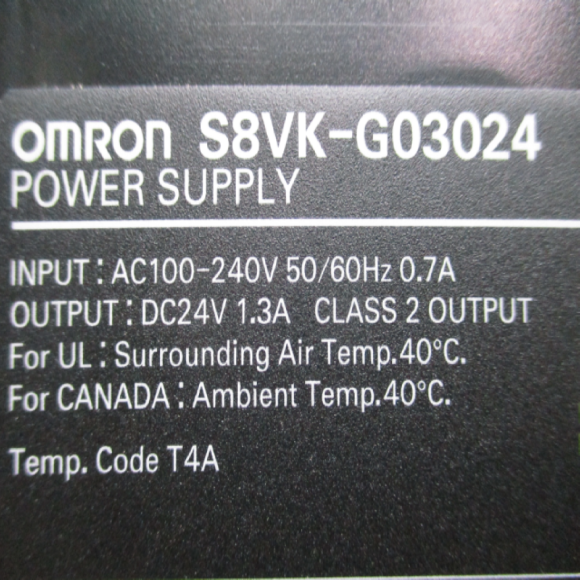 OMRON S8VK-G03024
POWER SUPPLY
INPUT : AC100-240V 50/60Hz 0.7A
OUTPUT : DC24V 1.3A CLASS 2 OUTPUT
For UL : Surrounding Air Temp.40°C.
For CANADA : Ambient Temp.40°C.
Temp. Code T4A